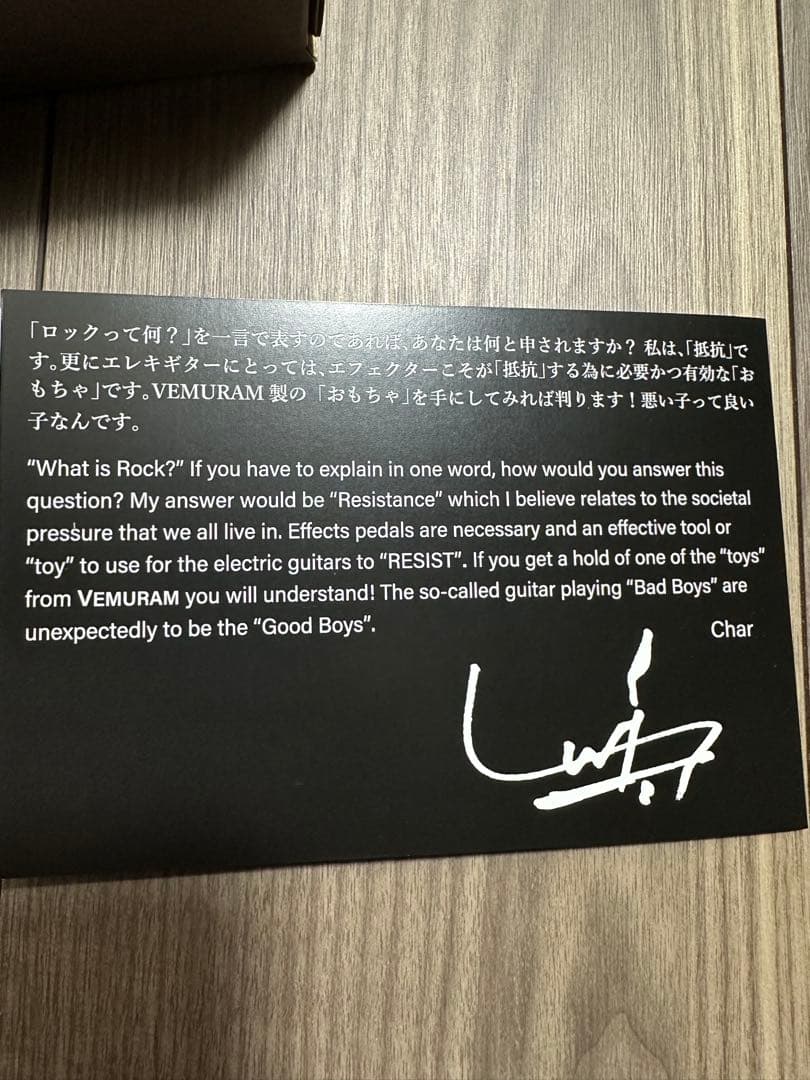 「ロックって何？」を一言で表すのであれば、あなたは何と申されますか？ 私は、「抵抗」で
す。更にエレキギターにとっては、エフェクターこそが「抵抗」する為に必要かつ有効な「お
もちゃ」です。VEMURAM 製の「おもちゃ」を手にしてみれば判ります！悪い子って良い
子なんです。
“What is Rock?” If you have to explain in one word, how would you answer this
question? My answer would be “Resistance” which I believe relates to the societal
pressure that we all live in. Effects pedals are necessary and an effective tool or
“toy” to use for the electric guitars to “RESIST”. If you get a hold of one of the “toys”
from VEMURAM you will understand! The so-called guitar playing “Bad Boys” are
unexpectedly to be the “Good Boys”.
Char